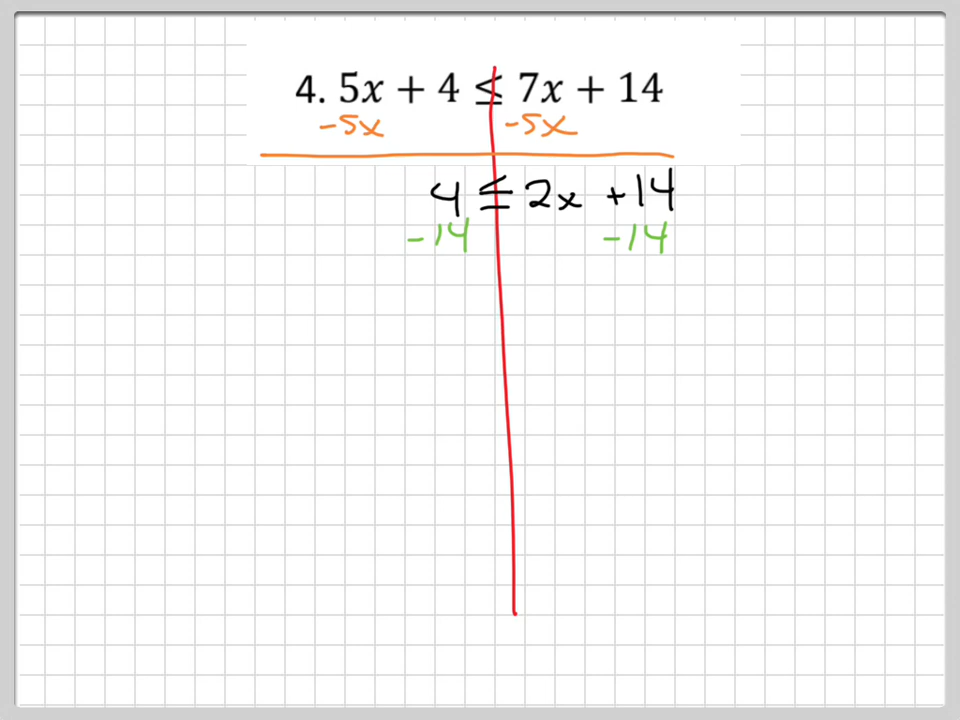 4. 5x + 4 ≤ 7x + 14
-5x -5x
4 ≤ 2x +14
-14 -14